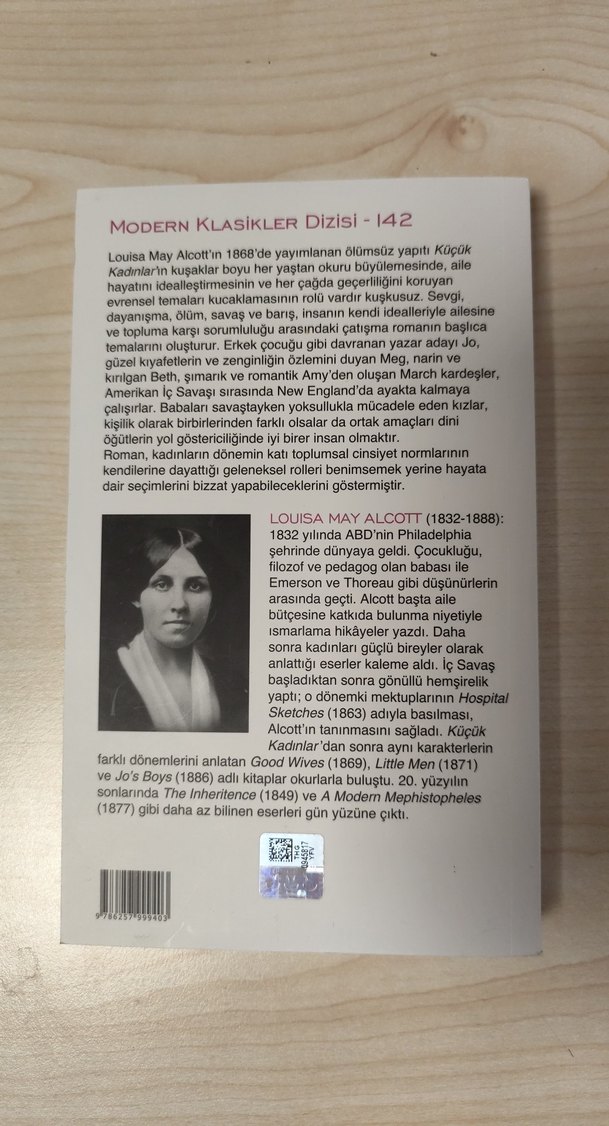 MODERN KLASİKLER DİZİSİ - 142
Louisa May Alcott'ın 1868'de yayımlanan ölümsüz yapıtı Küçük
Kadınlar'ın kuşaklar boyu her yaştan okuru büyülemesinde, aile
hayatını idealleştirmesinin ve her çağda geçerliliğini koruyan
evrensel temaları kucaklamasının rolü vardır kuşkusuz. Sevgi,
dayanışma, ölüm, savaş ve barış, insanın kendi idealleriyle ailesine
ve topluma karşı sorumluluğu arasındaki çatışma romanın başlıca
temalarını oluşturur. Erkek çocuğu gibi davranan yazar adayı Jo,
güzel kıyafetlerin ve zenginliğin özlemini duyan Meg, narin ve
kırılgan Beth, şımarık ve romantik Amy'den oluşan March kardeşler,
Amerikan İç Savaşı sırasında New England'da ayakta kalmaya
çalışırlar. Babaları savaştayken yoksullukla mücadele eden kızlar,
kişilik olarak birbirlerinden farklı olsalar da ortak amaçları dini
öğütlerin yol göstericiliğinde iyi birer insan olmaktır.
Roman, kadınların dönemin katı toplumsal cinsiyet normlarının
kendilerine dayattığı geleneksel rolleri benimsemek yerine hayata
dair seçimlerini bizzat yapabileceklerini göstermiştir.
LOUISA MAY ALCOTT (1832-1888):
1832 yılında ABD'nin Philadelphia
şehrinde dünyaya geldi. Çocukluğu,
filozof ve pedagog olan babası ile
Emerson ve Thoreau gibi düşünürlerin
arasında geçti. Alcott başta aile
bütçesine katkıda bulunma niyetiyle
ısmarlama hikâyeler yazdı. Daha
sonra kadınları güçlü bireyler olarak
anlattığı eserler kaleme aldı. İç Savaş
başladıktan sonra gönüllü hemşirelik
yaptı; o dönemki mektuplarının Hospital
Sketches (1863) adıyla basılması,
Alcott'ın tanınmasını sağladı. Küçük
Kadınlar'dan sonra aynı karakterlerin
farklı dönemlerini anlatan Good Wives (1869), Little Men (1871)
ve Jo's Boys (1886) adlı kitaplar okurlarla buluştu. 20. yüzyılın
sonlarında The Inheritence (1849) ve A Modern Mephistopheles
(1877) gibi daha az bilinen eserleri gün yüzüne çıktı.
THG
YFV
0945817
9 786257 999403